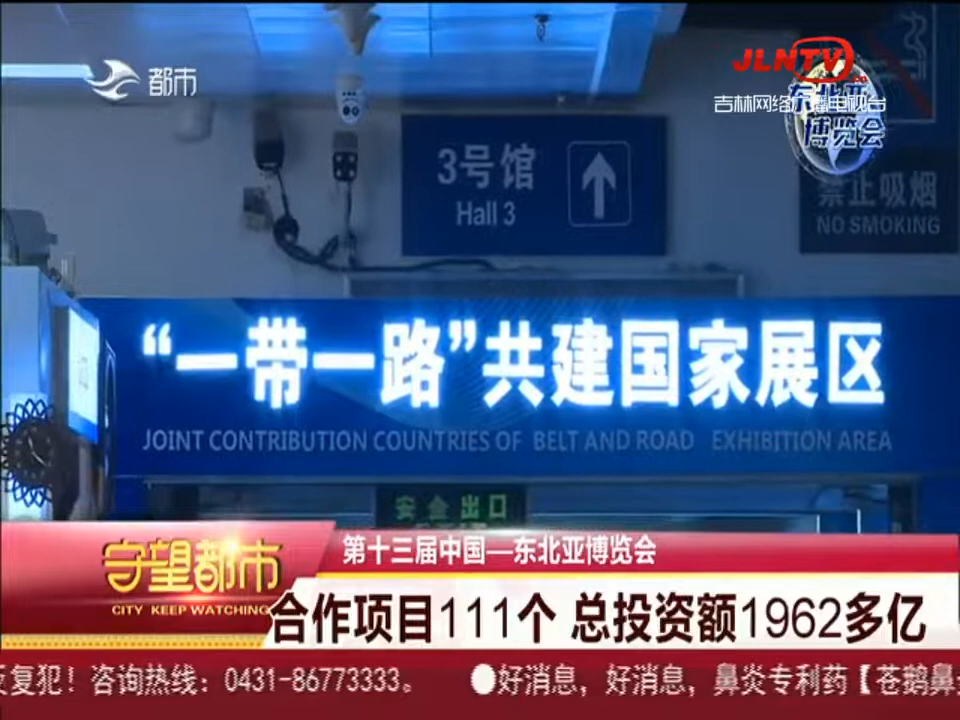 都市
JLNTV
吉林网络广播电视台
东北亚
博览会
3号馆
Hall 3
禁止吸烟
NO SMOKING
“一带一路”共建国家展区
JOINT CONTRIBUTION COUNTRIES OF BELT AND ROAD EXHIBITION AREA
安全出口
守望都市
CITY KEEP WATCHING
第十三届中国—东北亚博览会
合作项目111个 总投资额1962多亿
反复犯！咨询热线：0431-86773333。 ●好消息，好消息，鼻炎专利药【苍鹅鼻